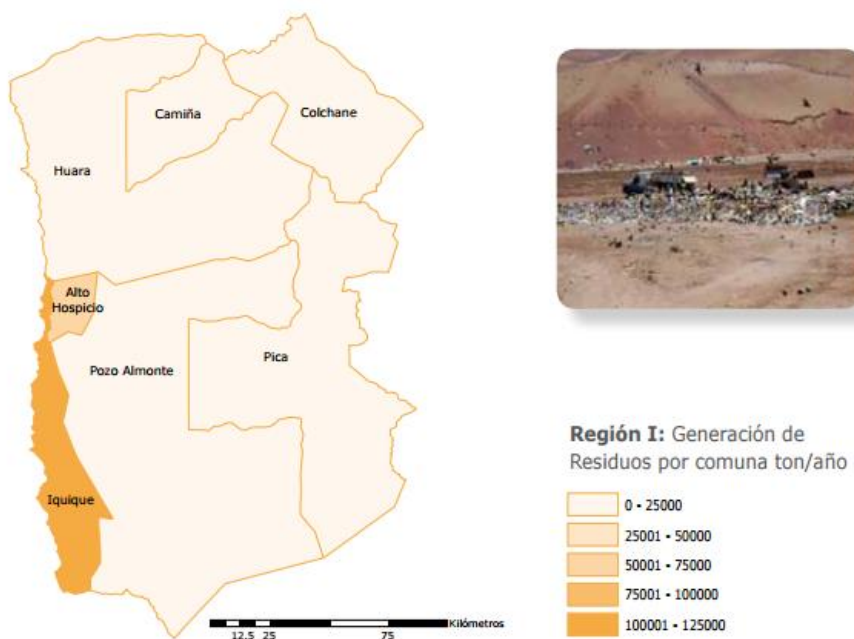 Camiña
Colchane
Huara
Alto
Hospicio
Pozo Almonte
Pica
Iquique
Kilómetros
12.5 25
75
Región I: Generación de
Residuos por comuna ton/año
0 - 25000
25001 - 50000
50001 - 75000
75001 - 100000
100001 - 125000